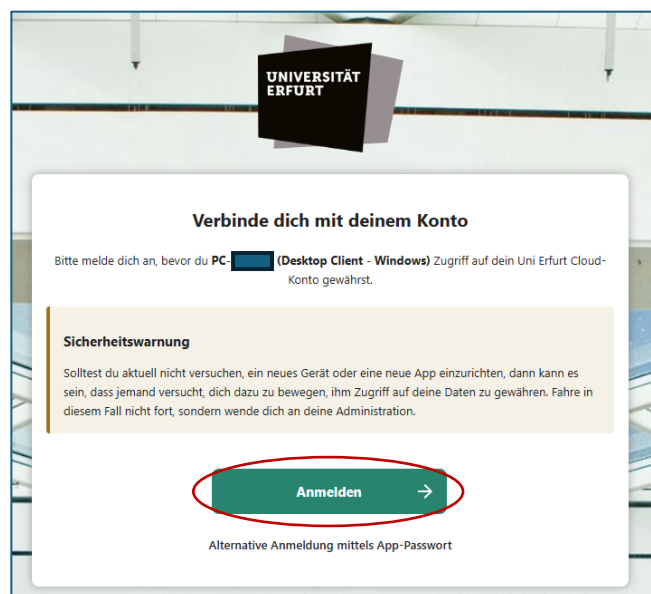 UNIVERSITÄT
ERFURT
Verbinde dich mit deinem Konto
Bitte melde dich an, bevor du PC- (Desktop Client - Windows) Zugriff auf dein Uni Erfurt Cloud-
Konto gewährst.
Sicherheitswarnung
Solltest du aktuell nicht versuchen, ein neues Gerät oder eine neue App einzurichten, dann kann es
sein, dass jemand versucht, dich dazu zu bewegen, ihm Zugriff auf deine Daten zu gewähren. Fahre in
diesem Fall nicht fort, sondern wende dich an deine Administration.
Anmelden →
Alternative Anmeldung mittels App-Passwort